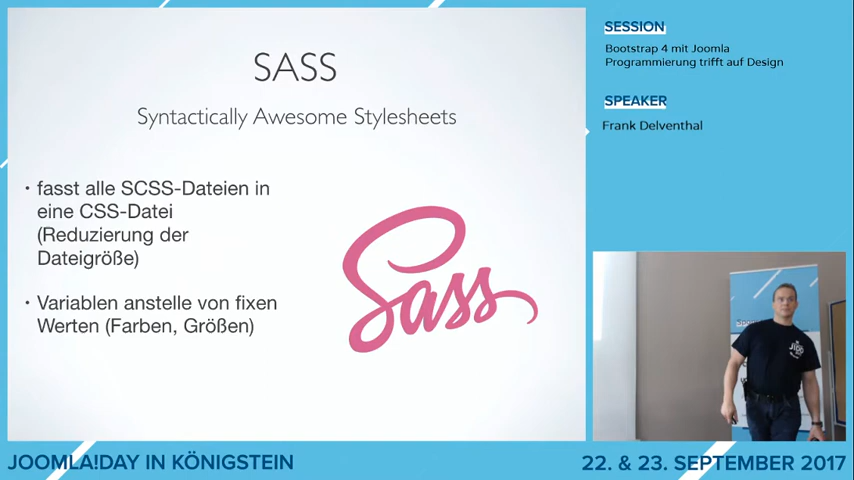 SASS
Syntactically Awesome Stylesheets
• fasst alle SCSS-Dateien in
eine CSS-Datei
(Reduzierung der
Dateigröße)
• Variablen anstelle von fixen
Werten (Farben, Größen)
Sass
SESSION
Bootstrap 4 mit Joomla
Programmierung trifft auf Design
SPEAKER
Frank Delventhal
JOOMLA!DAY IN KÖNIGSTEIN
22. & 23. SEPTEMBER 2017